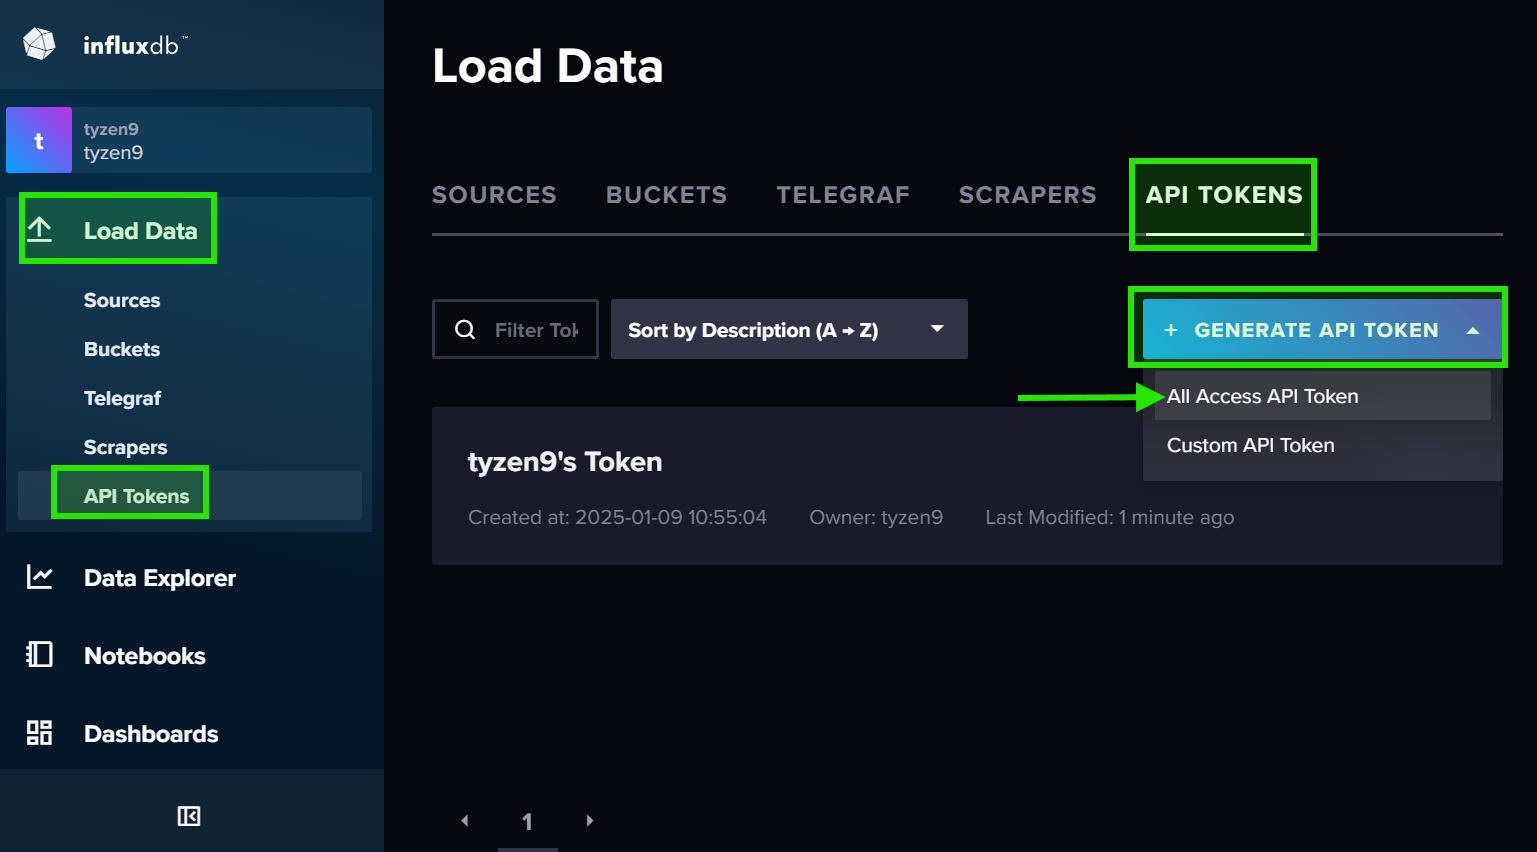 influxdb™
t
tyzen9
tyzen9
Load Data
Sources
Buckets
Telegraf
Scrapers
API Tokens
Data Explorer
Notebooks
Dashboards
Load Data
SOURCES BUCKETS TELEGRAF SCRAPERS API TOKENS
Filter Tok Sort by Description (A → Z) + GENERATE API TOKEN
All Access API Token
Custom API Token
tyzen9's Token
Created at: 2025-01-09 10:55:04 Owner: tyzen9 Last Modified: 1 minute ago
1